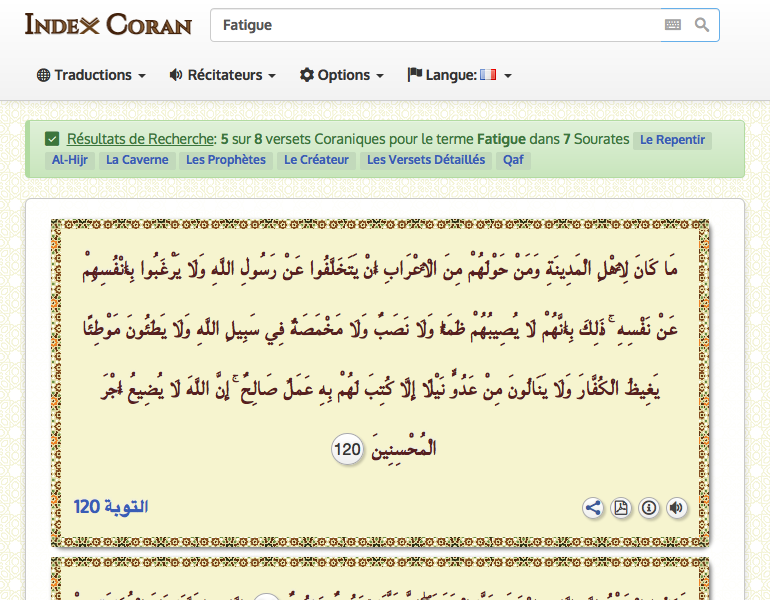 INDEX CORAN
Fatigue
Traductions Récitateurs Options Langue:
Résultats de Recherche: 5 sur 8 versets Coraniques pour le terme Fatigue dans 7 Sourates Le Repentir
Al-Hijr La Caverne Les Prophètes Le Créateur Les Versets Détaillés Qaf
مَا كَانَ لِأَهْلِ الْمَدِينَةِ وَمَنْ حَوْلَهُمْ مِنَ الْأَعْرَابِ أَنْ يَتَخَلَّفُوا عَنْ رَسُولِ اللَّهِ وَلَا يَرْغَبُوا بِأَنْفُسِهِمْ
عَنْ نَفْسِهِ ۚ ذَلِكَ بِأَنَّهُمْ لَا يُصِيبُهُمْ ظَمَأٌ وَلَا نَصَبٌ وَلَا مَخْمَصَةٌ فِي سَبِيلِ اللَّهِ وَلَا يَطَئُونَ مَوْطِئًا
يَغِيظُ الْكُفَّارَ وَلَا يَنَالُونَ مِنْ عَدُوٍّ نَيْلًا إِلَّا كُتِبَ لَهُمْ بِهِ عَمَلٌ صَالِحٌ ۚ إِنَّ اللَّهَ لَا يُضِيعُ أَجْرَ
الْمُحْسِنِينَ 120
التوبة 120